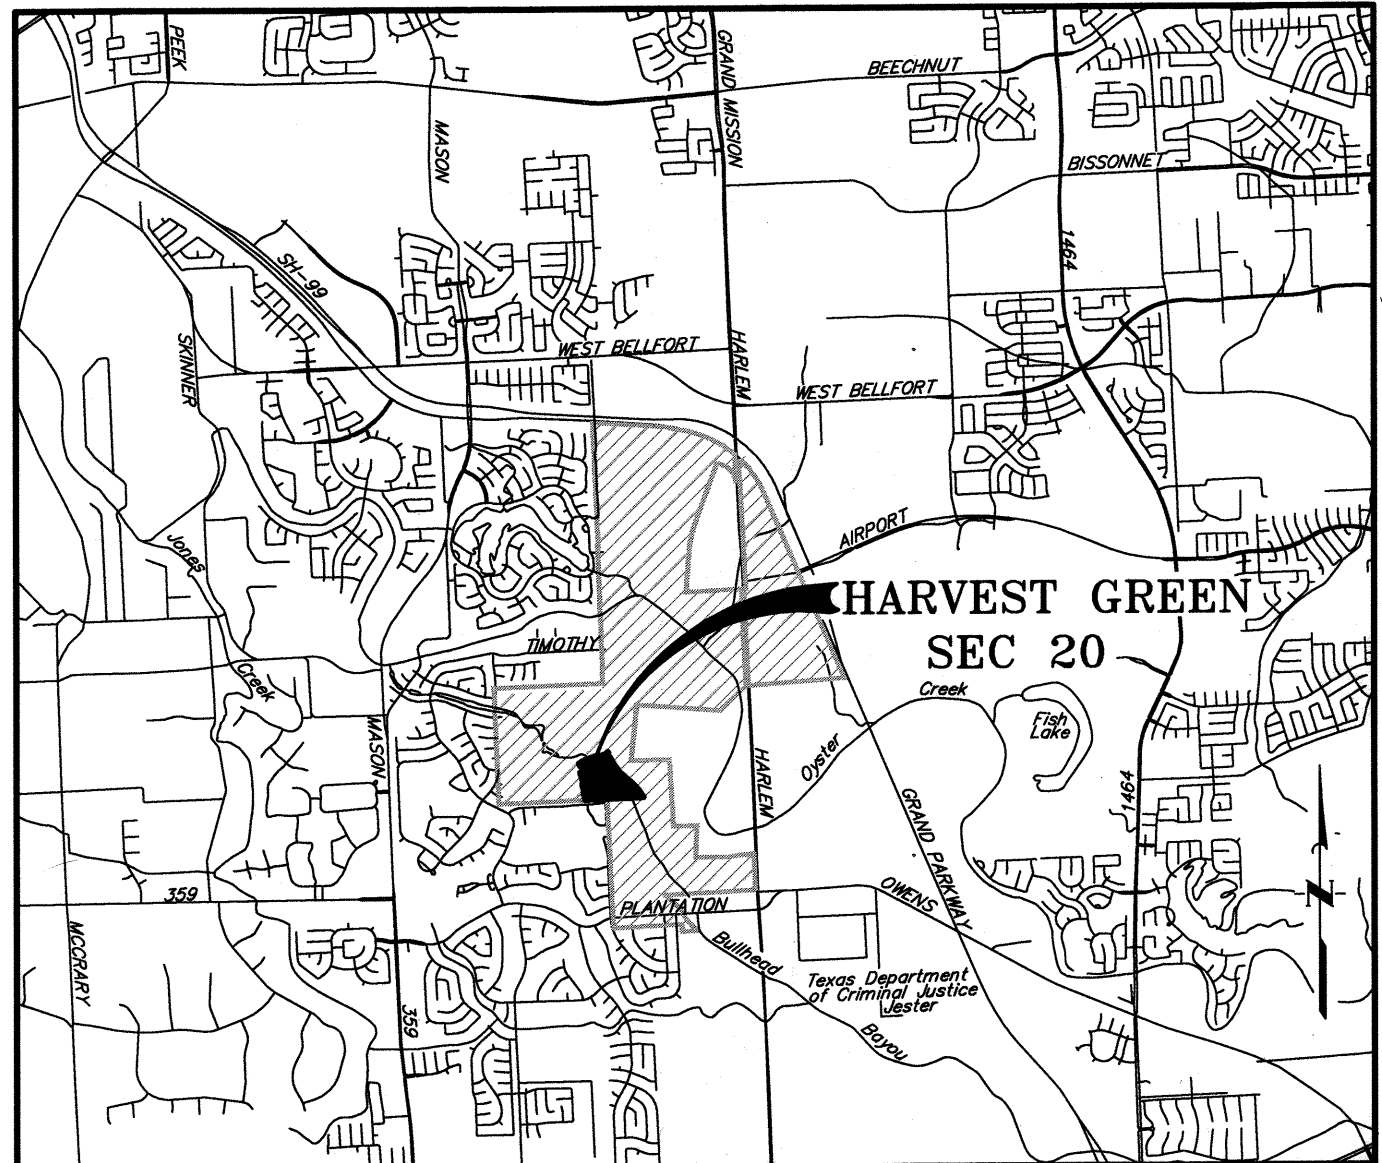 PEEK
GRAND MISSION
BEECHNUT
MASON
BISSONNET
1464
SH-99
SKINNER
WEST BELLFORT
HARLEM
WEST BELLFORT
AIRPORT
Jones
Creek
HARVEST GREEN
SEC 20
TIMOTHY
Creek
Fish
Lake
Oyster
MASON
HARLEM
1464
GRAND PARKWAY
359
OWENS
N
PLANTATION
MCCRARY
Bullhead
Bayou
Texas Department
of Criminal Justice
Jester
359